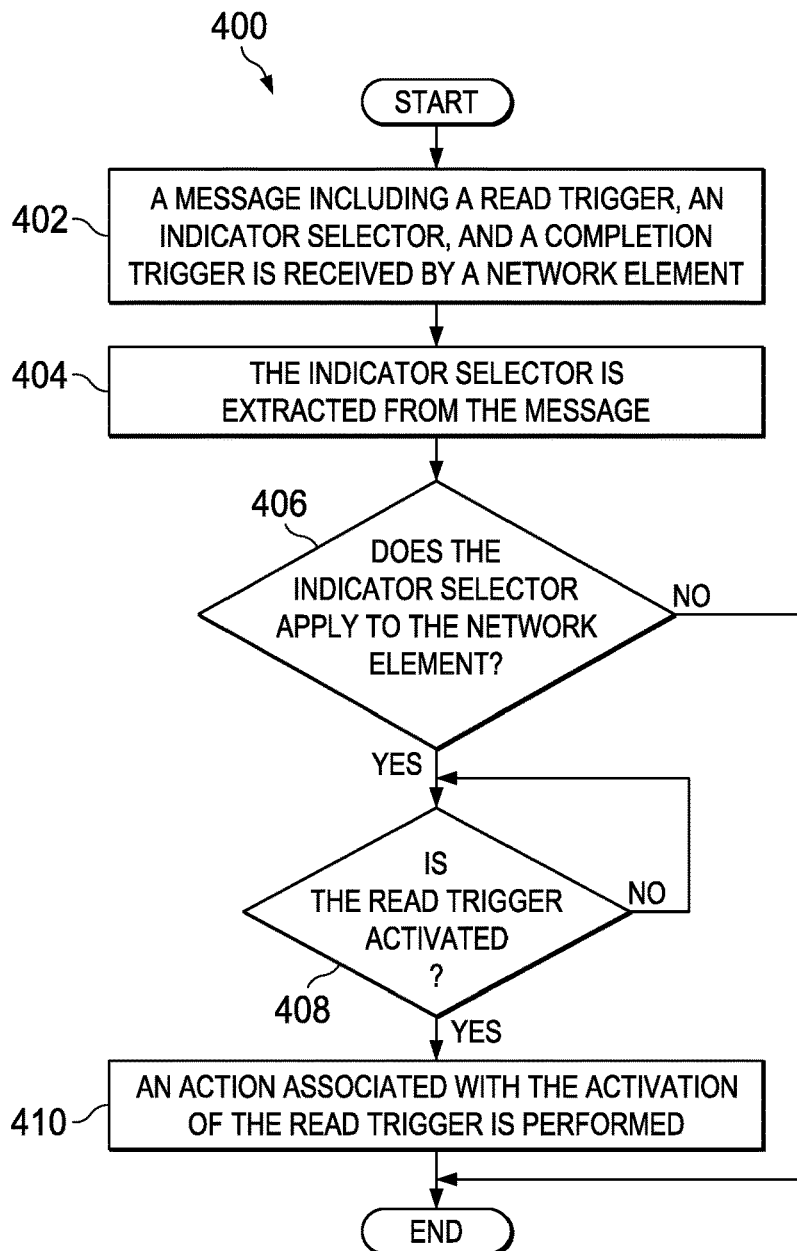 400
START
402
A MESSAGE INCLUDING A READ TRIGGER, AN
INDICATOR SELECTOR, AND A COMPLETION
TRIGGER IS RECEIVED BY A NETWORK ELEMENT
404
THE INDICATOR SELECTOR IS
EXTRACTED FROM THE MESSAGE
406
DOES THE
INDICATOR SELECTOR
APPLY TO THE NETWORK
ELEMENT?
NO
YES
IS
THE READ TRIGGER
ACTIVATED
?
NO
408
YES
410
AN ACTION ASSOCIATED WITH THE ACTIVATION
OF THE READ TRIGGER IS PERFORMED
END